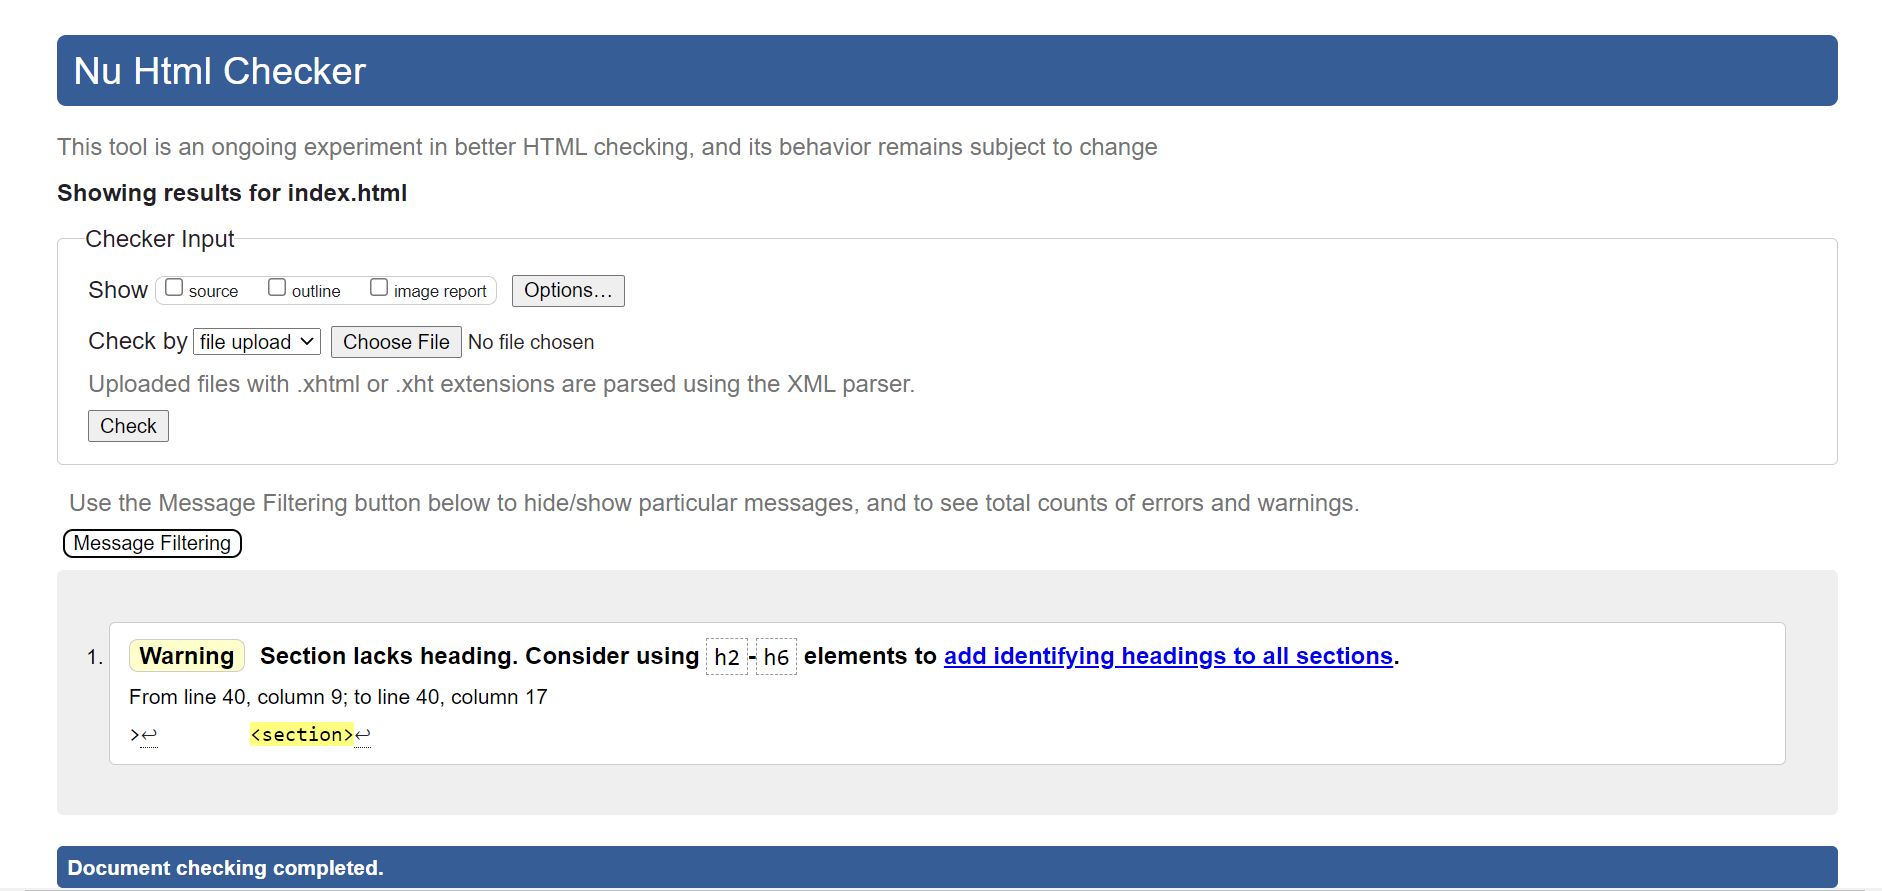 Nu Html Checker
This tool is an ongoing experiment in better HTML checking, and its behavior remains subject to change
Showing results for index.html
Checker Input
Show source outline image report Options...
Check by file upload Choose File No file chosen
Uploaded files with .xhtml or .xht extensions are parsed using the XML parser.
Check
Use the Message Filtering button below to hide/show particular messages, and to see total counts of errors and warnings.
Message Filtering
1. Warning Section lacks heading. Consider using h2-h6 elements to add identifying headings to all sections.
From line 40, column 9; to line 40, column 17
>↩ <section>↩
Document checking completed.